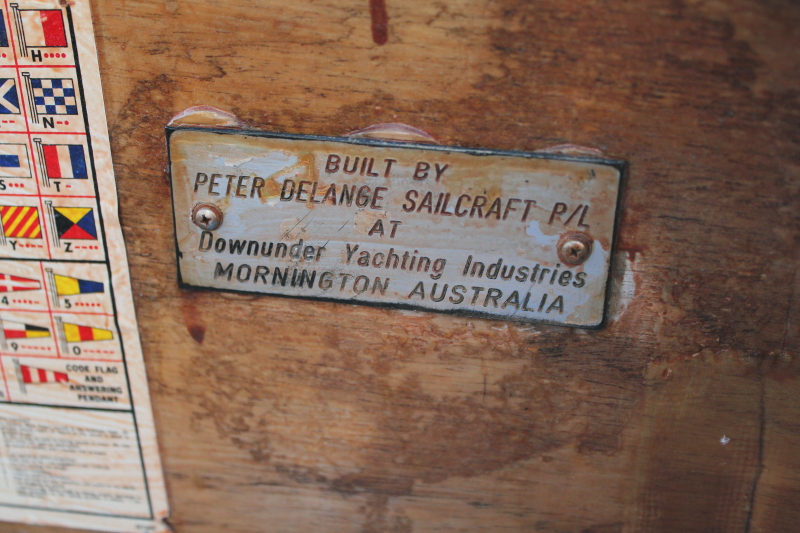 BUILT BY
PETER DELANGE SAILCRAFT P/L
AT
Downunder Yachting Industries
MORNINGTON AUSTRALIA
H
N
S
T
Y
Z
4
5
9
0
CODE FLAG
AND
ANSWERING
PENDANT